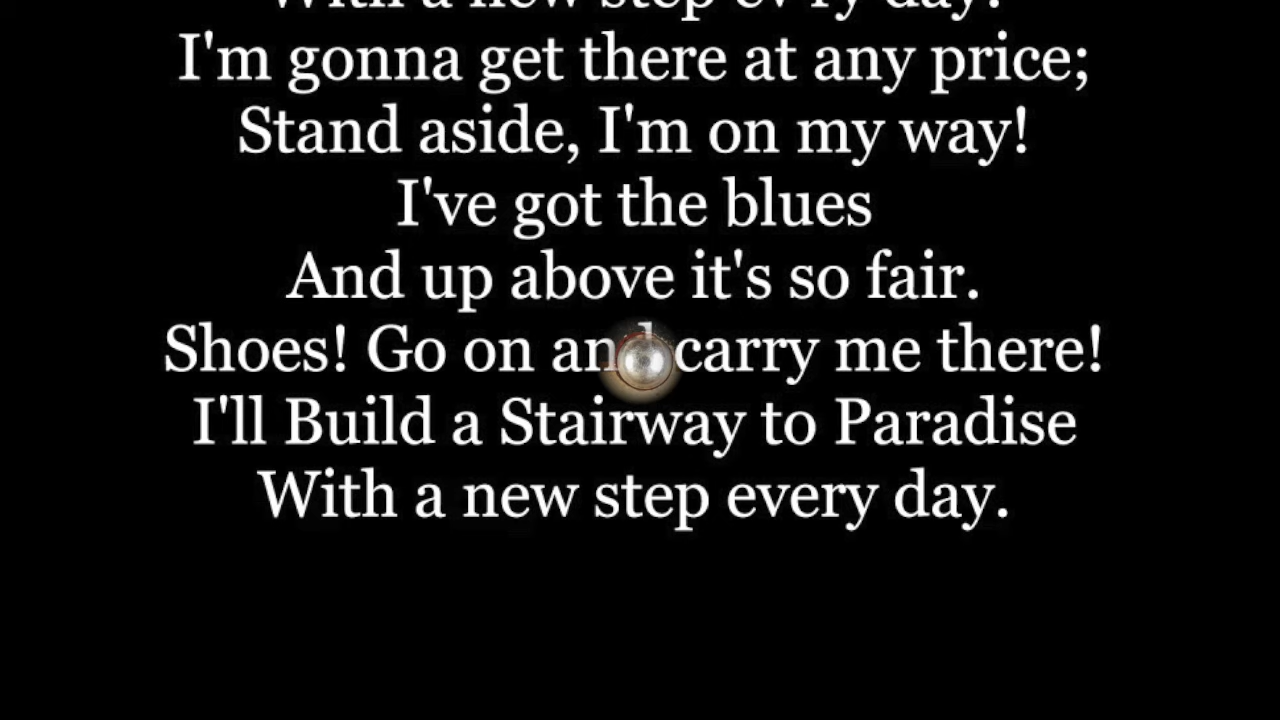 With a new step ev'ry day!
I'm gonna get there at any price;
Stand aside, I'm on my way!
I've got the blues
And up above it's so fair.
Shoes! Go on and carry me there!
I'll Build a Stairway to Paradise
With a new step every day.